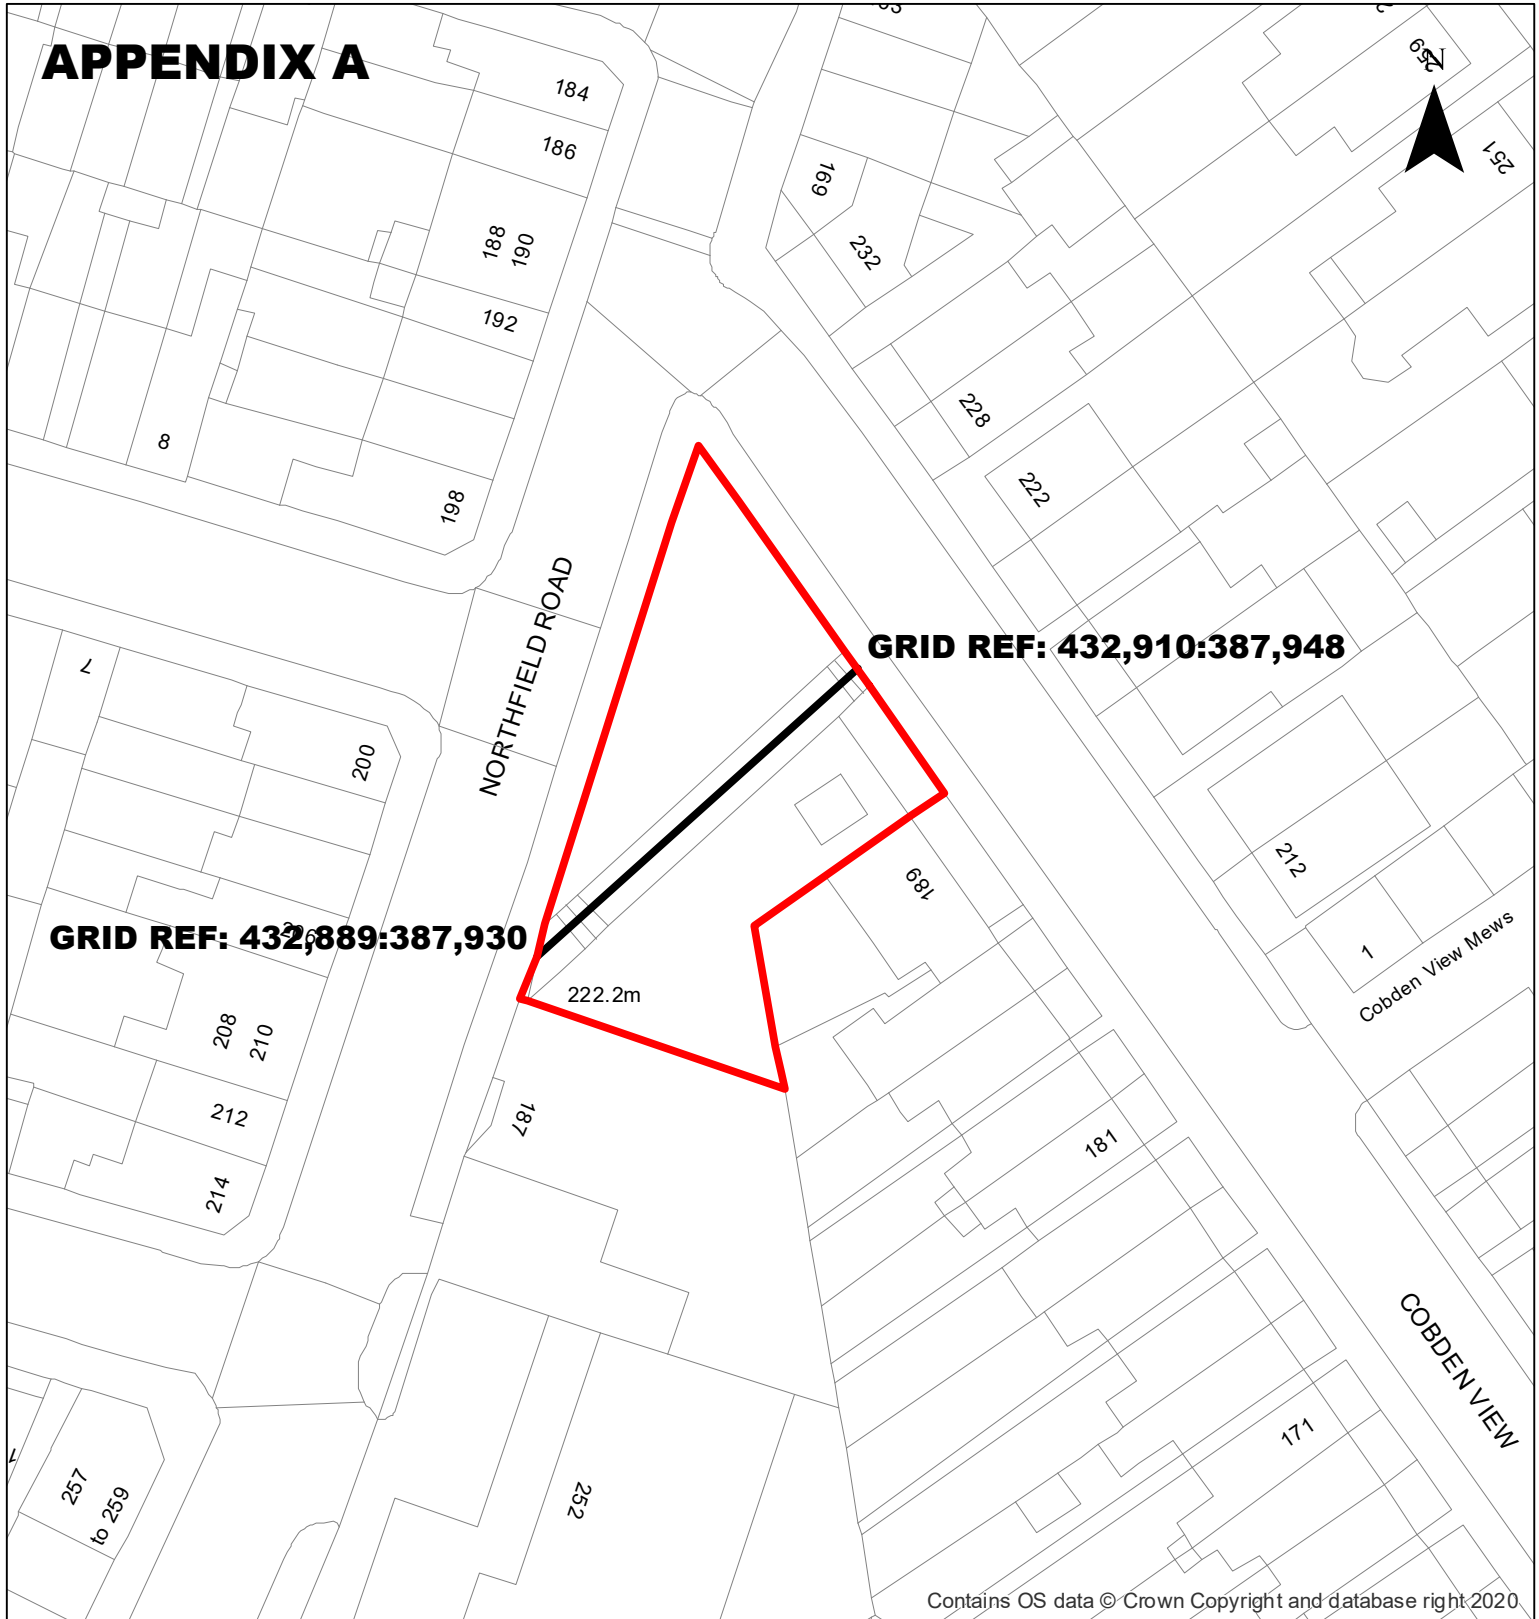 APPENDIX A
184
186
188
190
192
198
8
169
232
228
222
259
N
251
NORTHFIELD ROAD
GRID REF: 432,910:387,948
7
200
206
GRID REF: 432,889:387,930
222.2m
189
212
1
Cobden View Mews
208
210
212
214
187
181
171
COBDEN VIEW
252
257
to 259
Contains OS data © Crown Copyright and database right 2020